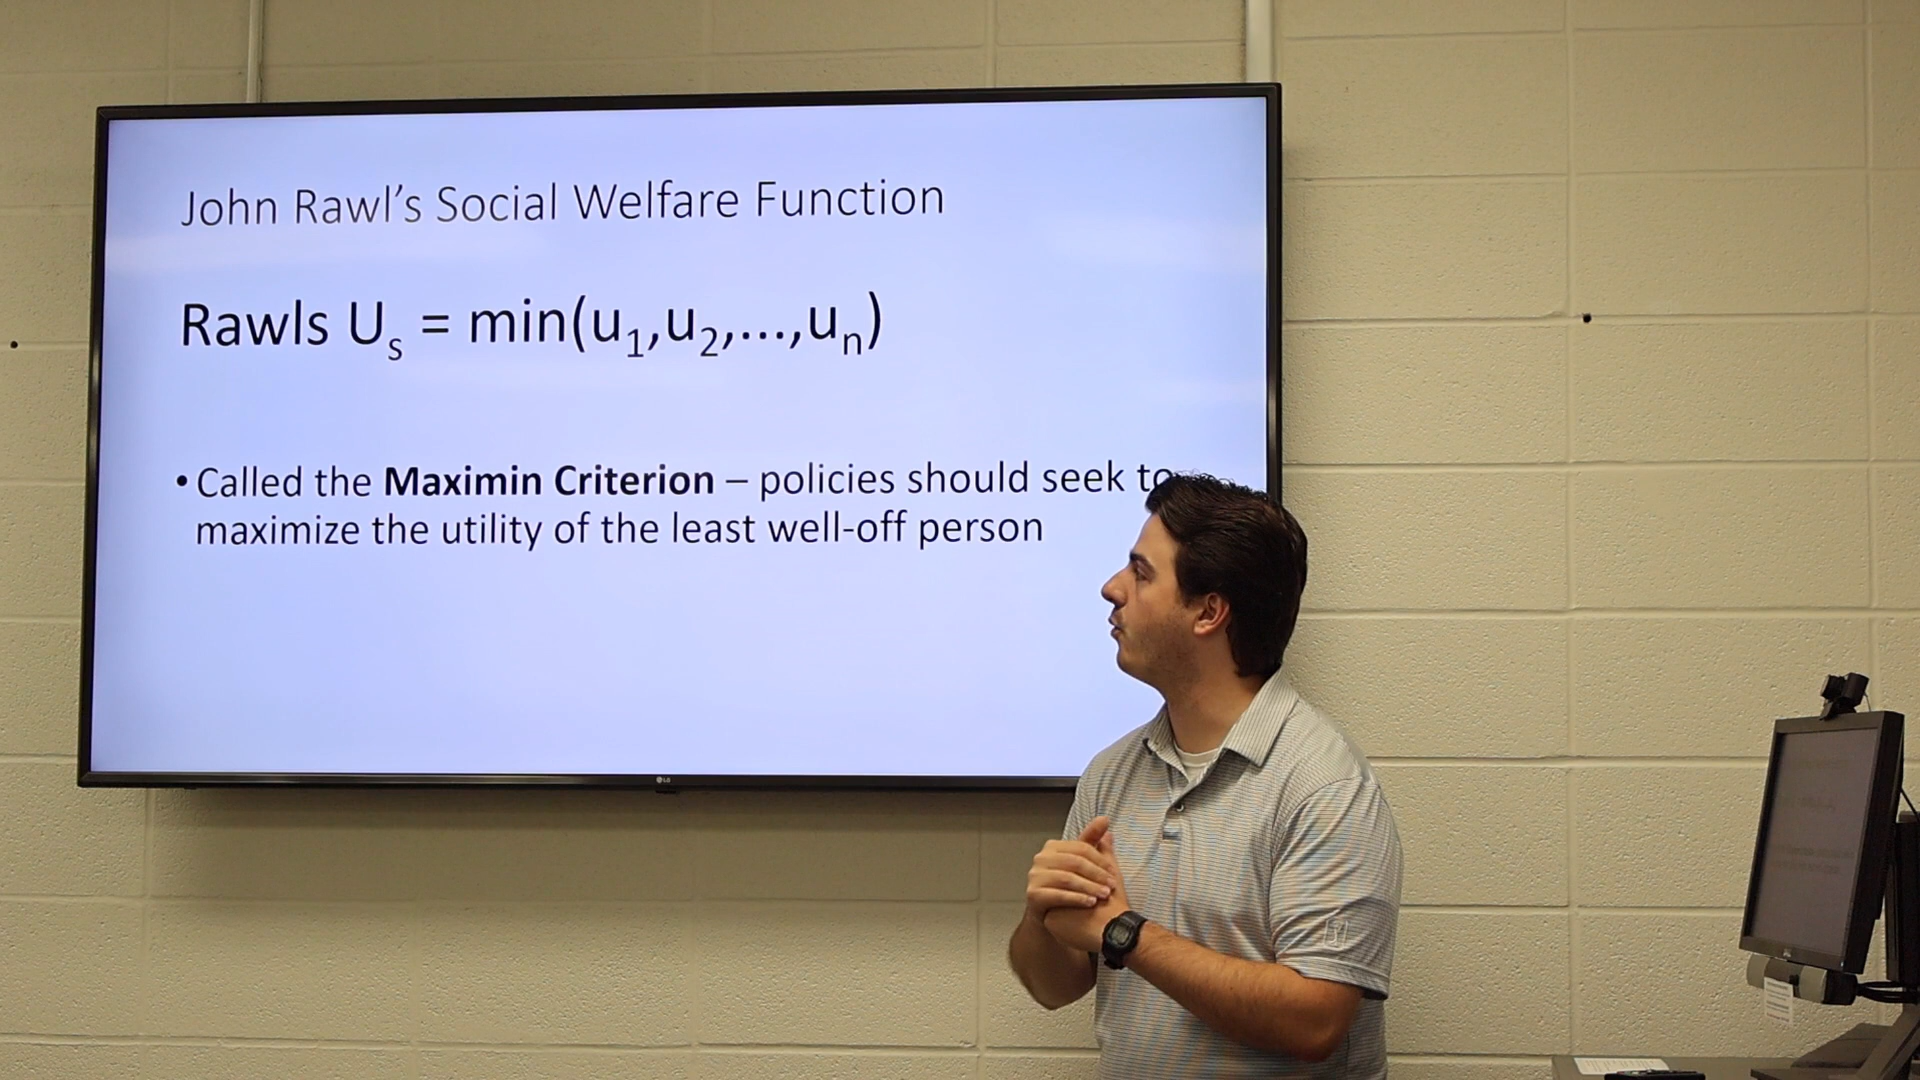 John Rawl's Social Welfare Function
Rawls Uₛ = min(u₁,u₂,...,uₙ)
• Called the Maximin Criterion – policies should seek to
maximize the utility of the least well-off person
LG